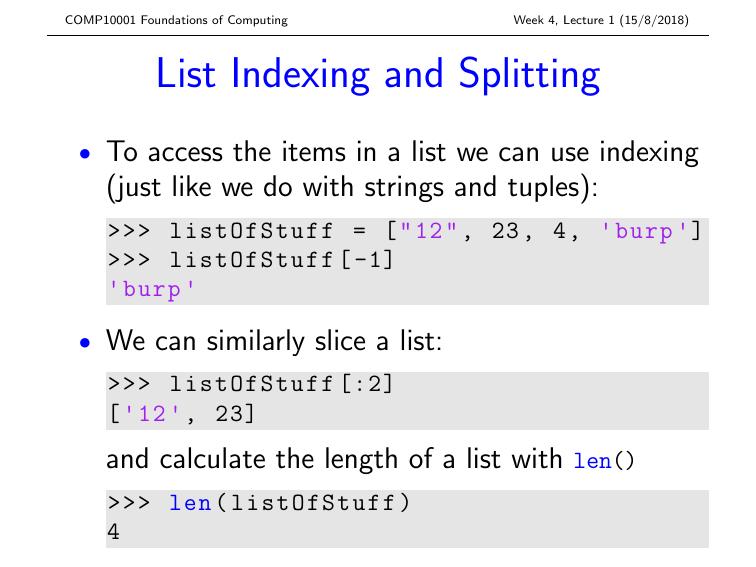 COMP10001 Foundations of Computing Week 4, Lecture 1 (15/8/2018)
List Indexing and Splitting
• To access the items in a list we can use indexing
(just like we do with strings and tuples):
>>> listOfStuff = ["12", 23, 4, 'burp']
>>> listOfStuff[-1]
'burp'
• We can similarly slice a list:
>>> listOfStuff[:2]
['12', 23]
and calculate the length of a list with len()
>>> len(listOfStuff)
4